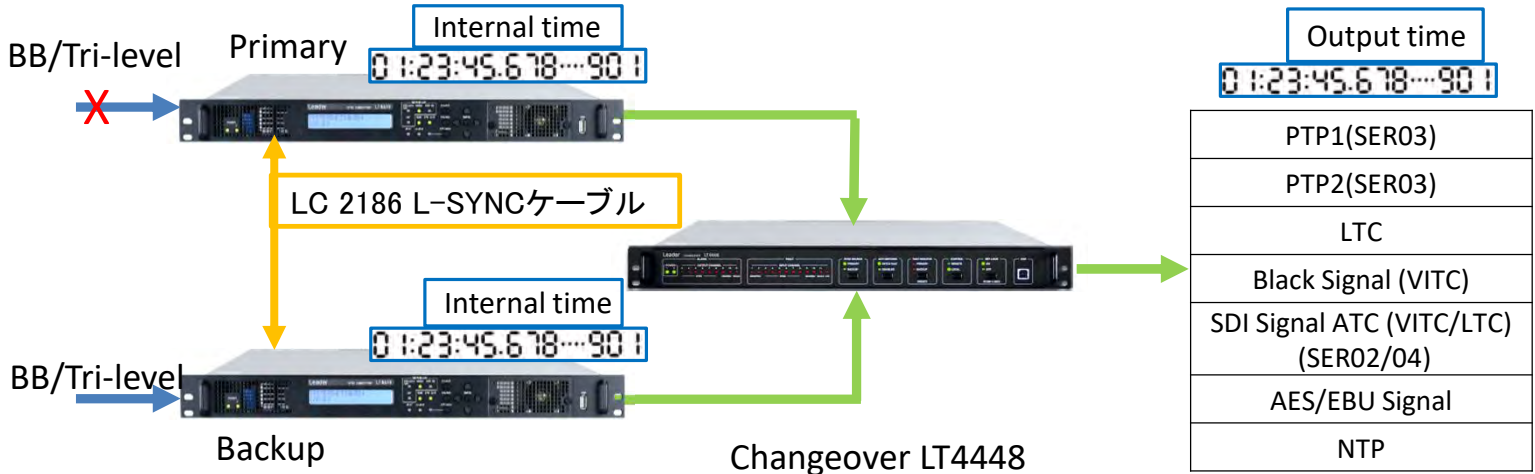 BB/Tri-level
Primary
Internal time
01:23:45.678····901
LC 2186 L-SYNCケーブル
Internal time
01:23:45.678····901
BB/Tri-level
Backup
Leader
LT4448
Changeover LT4448
Output time
01:23:45.678····901
PTP1(SER03)
PTP2(SER03)
LTC
Black Signal (VITC)
SDI Signal ATC (VITC/LTC)
(SER02/04)
AES/EBU Signal
NTP